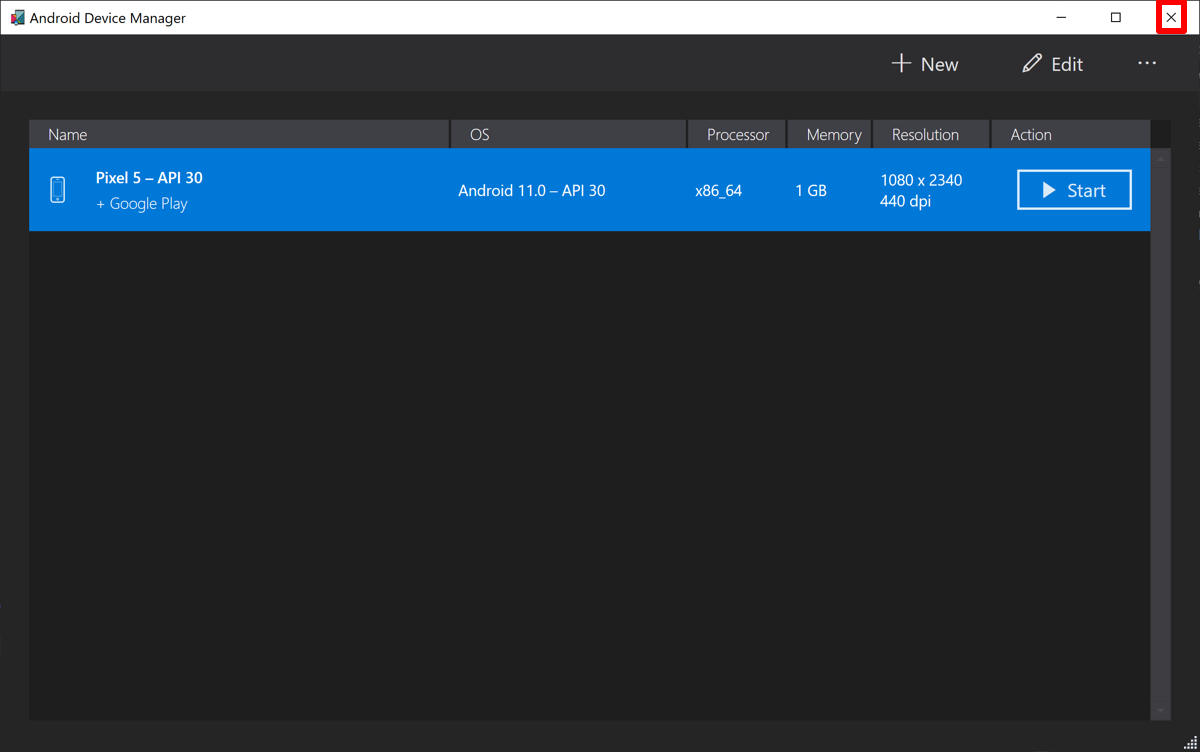 Android Device Manager
New
Edit
Name
OS
Processor
Memory
Resolution
Action
Pixel 5 – API 30
+ Google Play
Android 11.0 – API 30
x86_64
1 GB
1080 x 2340
440 dpi
Start